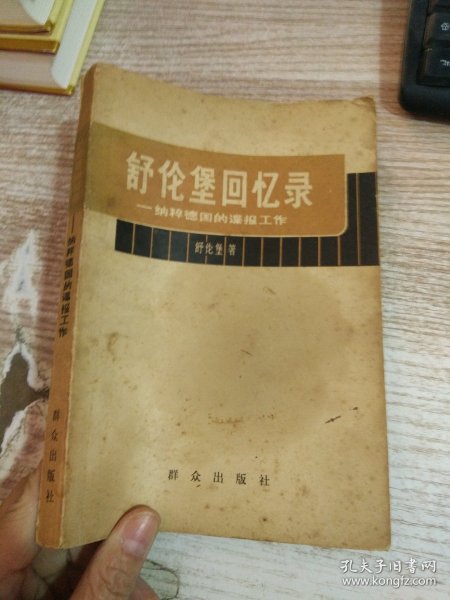 舒伦堡回忆录
——纳粹德国的谍报工作
舒伦堡 著
群众出版社
——纳粹德国的谍报工作
群众出版社
孔夫子旧书网
www.kongfz.com